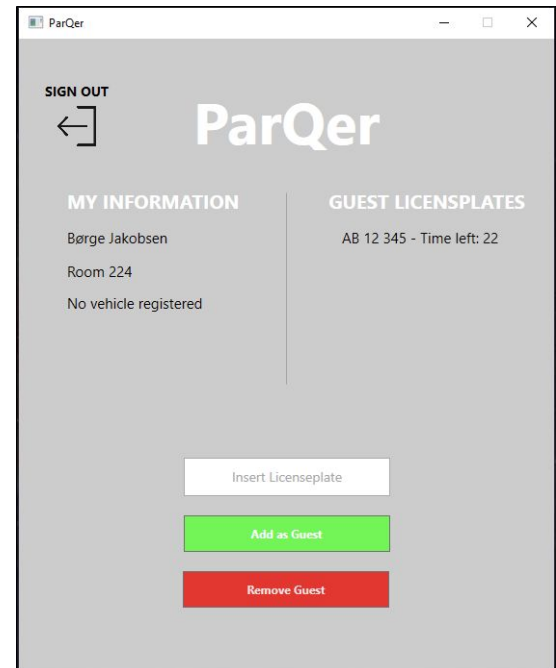 ParQer
SIGN OUT
ParQer
MY INFORMATION
Børge Jakobsen
Room 224
No vehicle registered
GUEST LICENSPLATES
AB 12 345 - Time left: 22
Insert Licenseplate
Add as Guest
Remove Guest